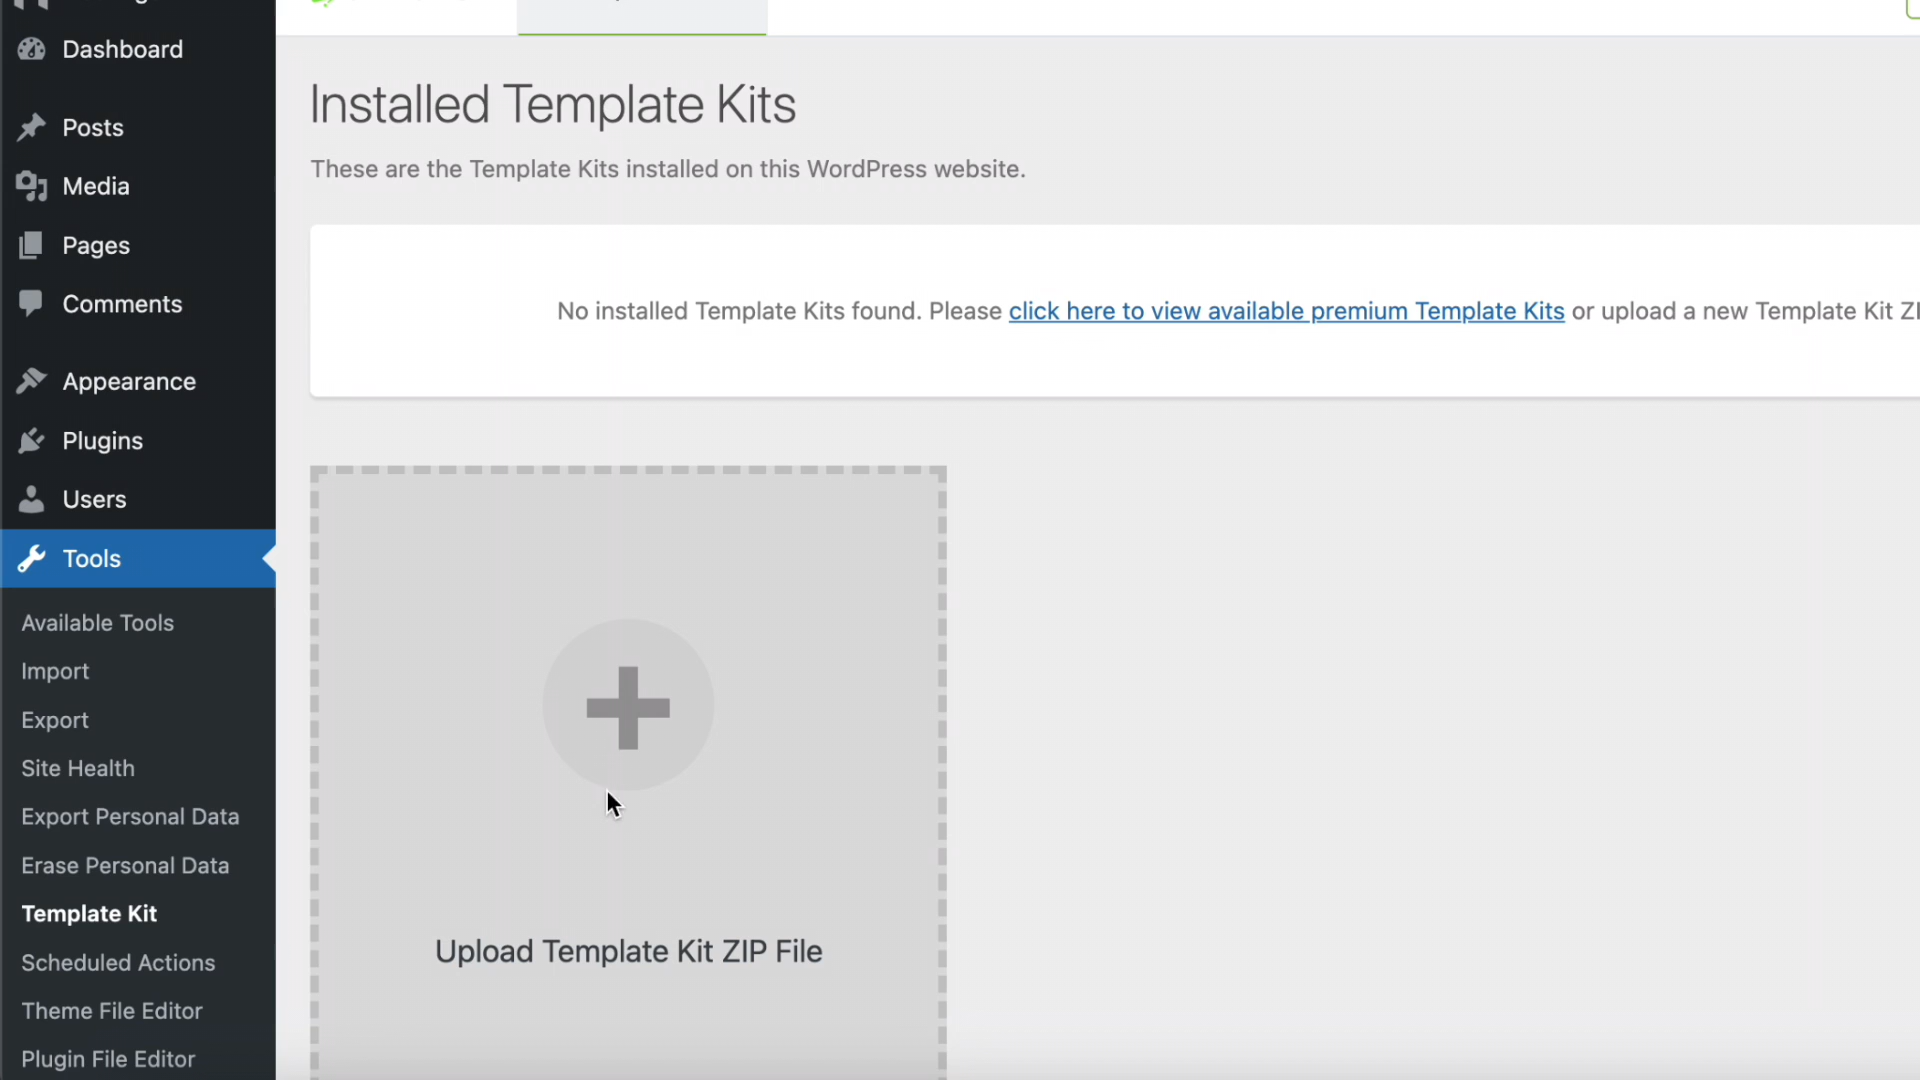 Dashboard
Posts
Media
Pages
Comments
Appearance
Plugins
Users
Tools
Available Tools
Import
Export
Site Health
Export Personal Data
Erase Personal Data
Template Kit
Scheduled Actions
Theme File Editor
Plugin File Editor
Installed Template Kits
These are the Template Kits installed on this WordPress website.
No installed Template Kits found. Please click here to view available premium Template Kits or upload a new Template Kit ZI
Upload Template Kit ZIP File